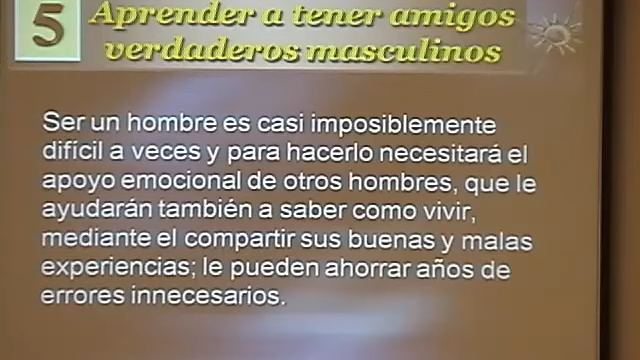 5
Aprender a tener amigos
verdaderos masculinos
Ser un hombre es casi imposiblemente
difícil a veces y para hacerlo necesitará el
apoyo emocional de otros hombres, que le
ayudarán también a saber como vivir,
mediante el compartir sus buenas y malas
experiencias; le pueden ahorrar años de
errores innecesarios.